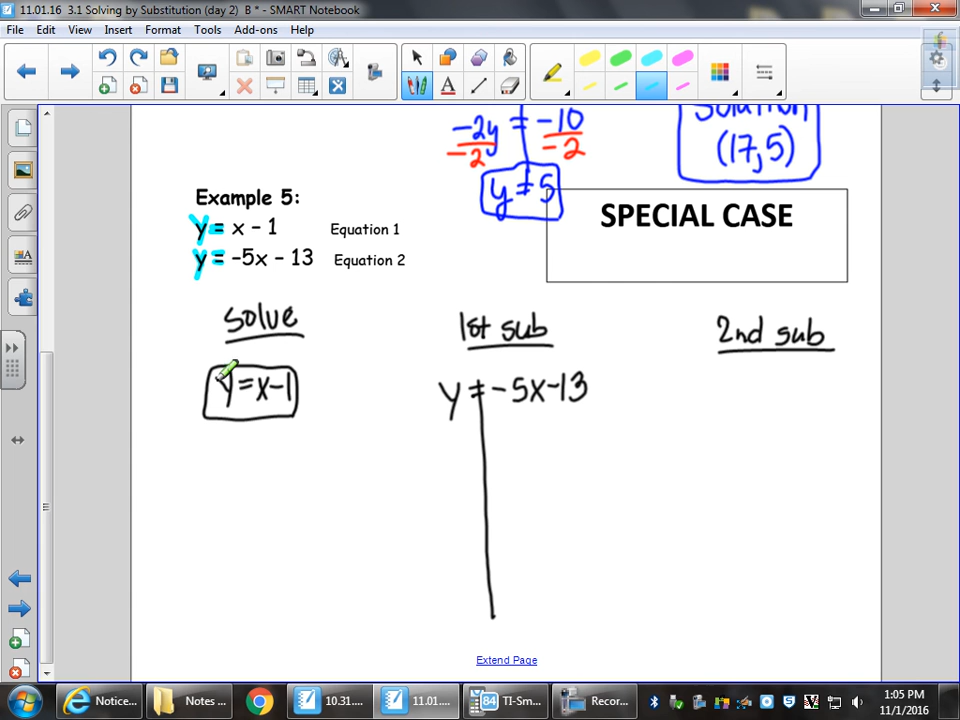 11.01.16 3.1 Solving by Substitution (day 2) B * - SMART Notebook
File Edit View Insert Format Tools Add-ons Help
-2y = -10
-2 -2
y = 5
Solution
(17,5)
Example 5:
y = x – 1 Equation 1
y = –5x – 13 Equation 2
SPECIAL CASE
solve
1st sub
2nd sub
y=x-1
y = -5x-13
Extend Page
Notice...
Notes ...
10.31....
11.01....
84 TI-Sm...
Recor...
1:05 PM
11/1/2016